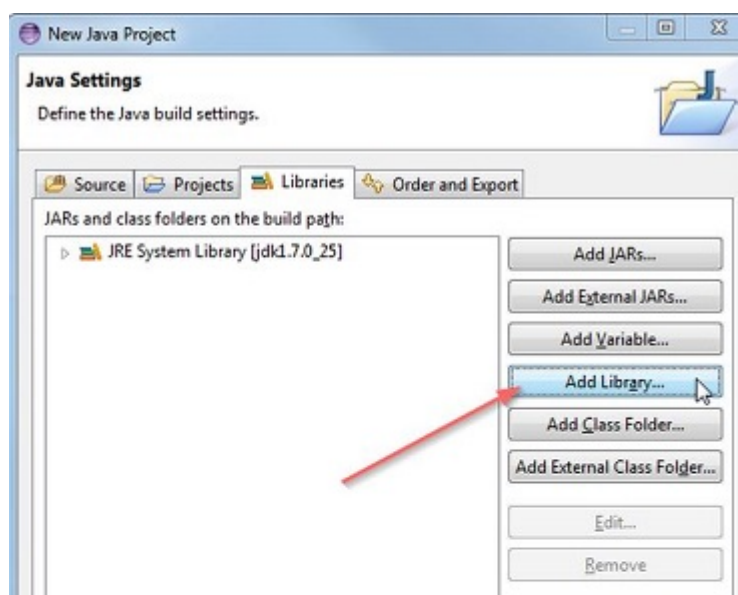 New Java Project
Java Settings
Define the Java build settings.
Source Projects Libraries Order and Export
JARs and class folders on the build path:
JRE System Library [jdk1.7.0_25]
Add JARs...
Add External JARs...
Add Variable...
Add Library...
Add Class Folder...
Add External Class Folder...
Edit...
Remove